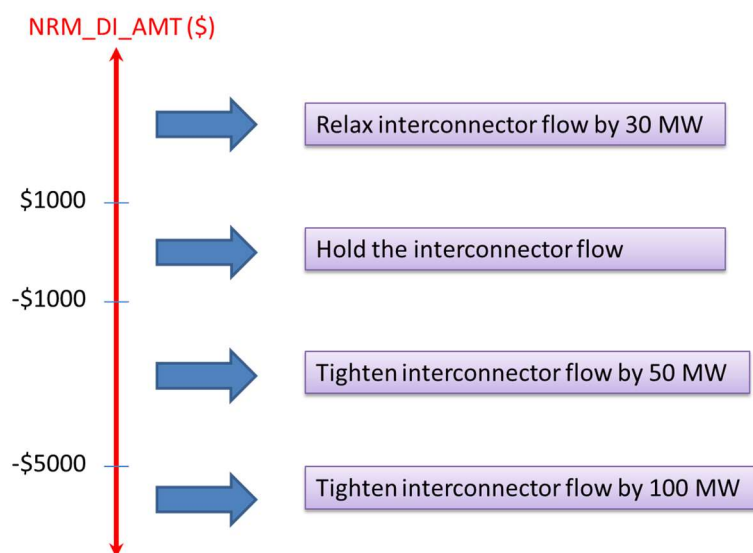 NRM_DI_AMT ($)
Relax interconnector flow by 30 MW
$1000
Hold the interconnector flow
-$1000
Tighten interconnector flow by 50 MW
-$5000
Tighten interconnector flow by 100 MW